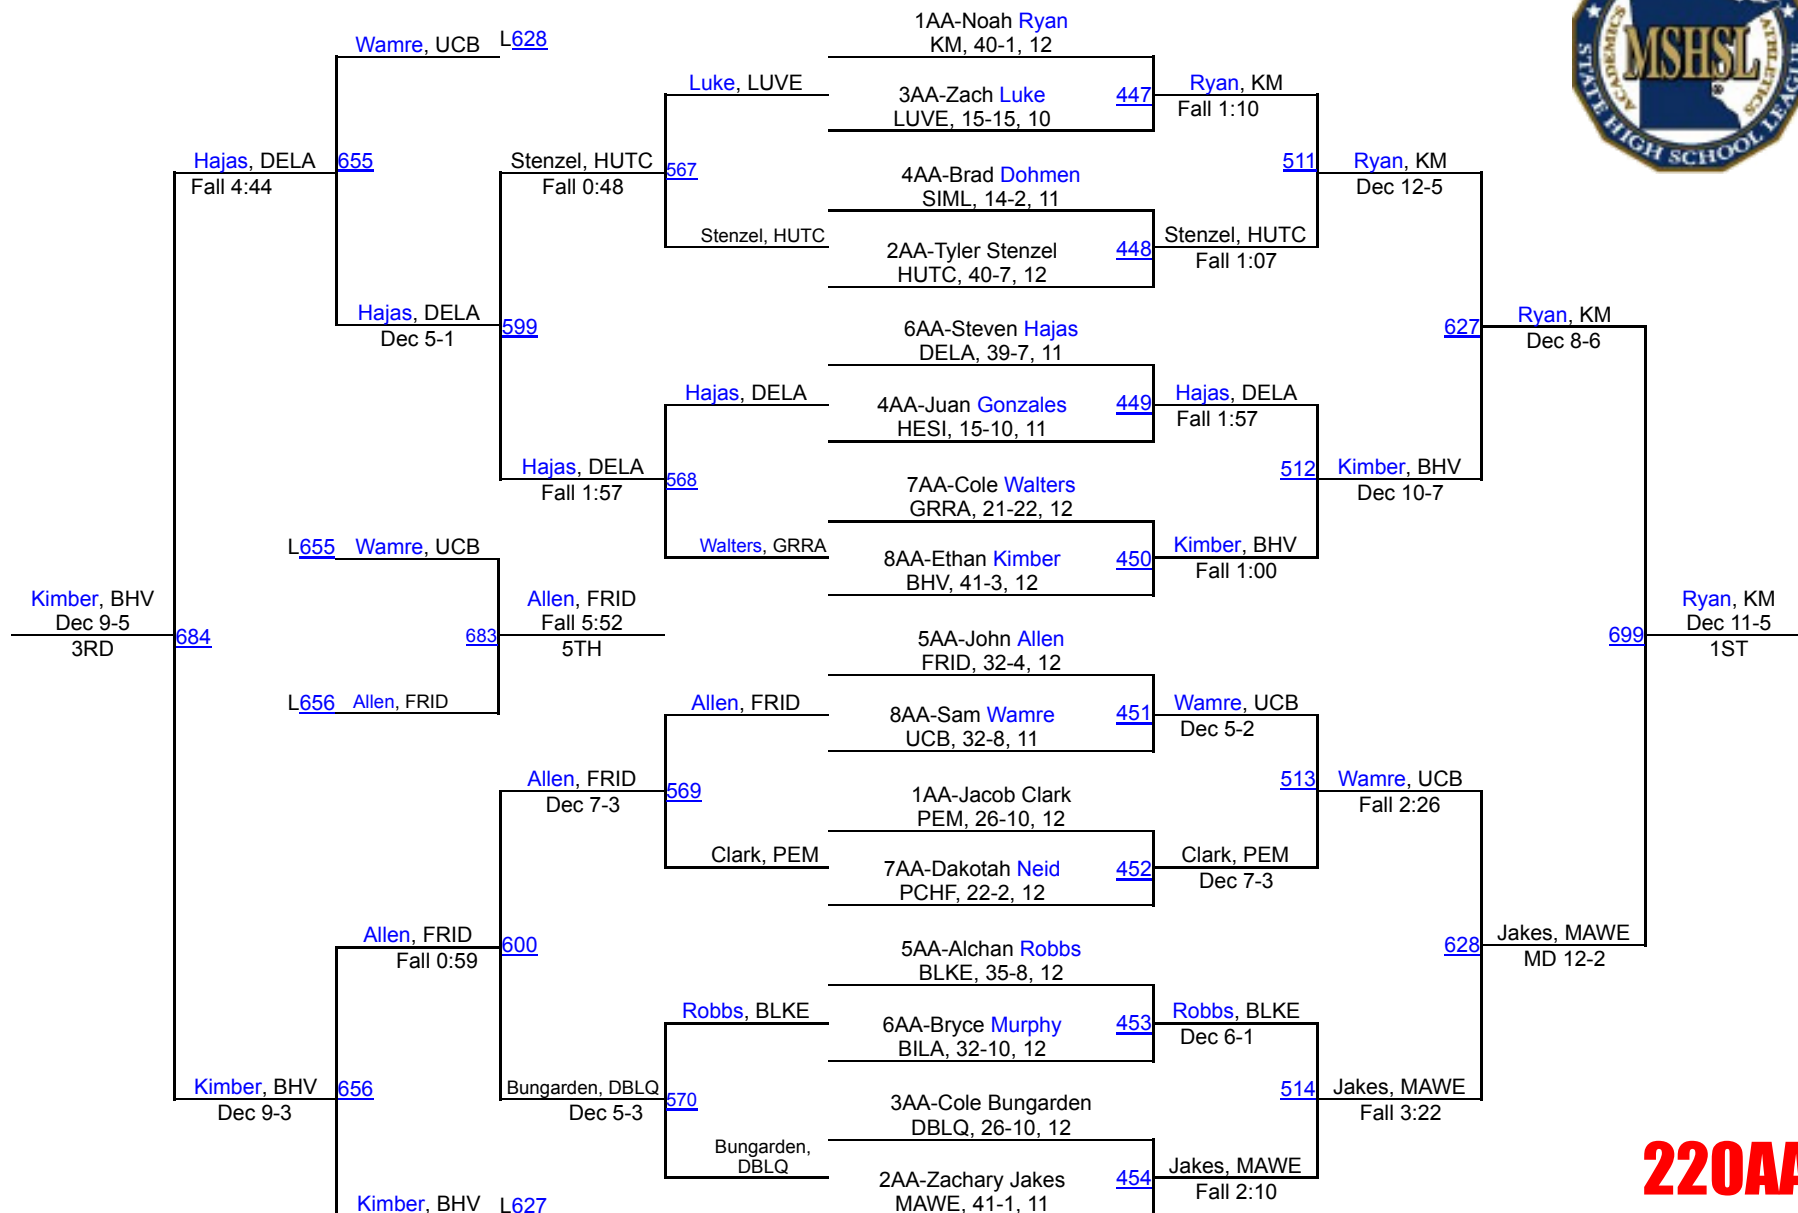 1AA-Noah Ryan
Wamre, UCB L628
KM, 40-1, 12
Luke, LUVE
3AA-Zach Luke
447
Ryan, KM
LUVE, 15-15, 10
Fall 1:10
Hajas, DELA
655
Stenzel, HUTC
567
4AA-Brad Dohmen
511
Ryan, KM
Fall 4:44
Fall 0:48
SIML, 14-2, 11
Dec 12-5
Stenzel, HUTC
2AA-Tyler Stenzel
448
Stenzel, HUTC
HUTC, 40-7, 12
Fall 1:07
Hajas, DELA
599
6AA-Steven Hajas
627
Ryan, KM
Dec 5-1
DELA, 39-7, 11
Dec 8-6
Hajas, DELA
4AA-Juan Gonzales
449
Hajas, DELA
HESI, 15-10, 11
Fall 1:57
Hajas, DELA
568
7AA-Cole Walters
512
Kimber, BHV
Fall 1:57
GRRA, 21-22, 12
Dec 10-7
L655 Wamre, UCB
Walters, GRRA
8AA-Ethan Kimber
450
Kimber, BHV
BHV, 41-3, 12
Fall 1:00
Kimber, BHV
Dec 9-5
3RD
684
683
Allen, FRID
Fall 5:52
5TH
5AA-John Allen
FRID, 32-4, 12
699
Ryan, KM
Dec 11-5
1ST
L656 Allen, FRID
Allen, FRID
8AA-Sam Wamre
451
Wamre, UCB
UCB, 32-8, 11
Dec 5-2
Allen, FRID
569
1AA-Jacob Clark
513
Wamre, UCB
Dec 7-3
PEM, 26-10, 12
Fall 2:26
Clark, PEM
7AA-Dakotah Neid
452
Clark, PEM
PCHF, 22-2, 12
Dec 7-3
Allen, FRID
600
5AA-Alchan Robbs
628
Jakes, MAWE
Fall 0:59
BLKE, 35-8, 12
MD 12-2
Robbs, BLKE
6AA-Bryce Murphy
453
Robbs, BLKE
BILA, 32-10, 12
Dec 6-1
Kimber, BHV
656
Bungarden, DBLQ
570
3AA-Cole Bungarden
514
Jakes, MAWE
Dec 9-3
Dec 5-3
DBLQ, 26-10, 12
Fall 3:22
Bungarden,
DBLQ
2AA-Zachary Jakes
454
Jakes, MAWE
MAWE, 41-1, 11
Fall 2:10
Kimber, BHV L627
220AA
MSHSL
ACADEMICS
ATHLETICS
STATE HIGH SCHOOL LEAGUE